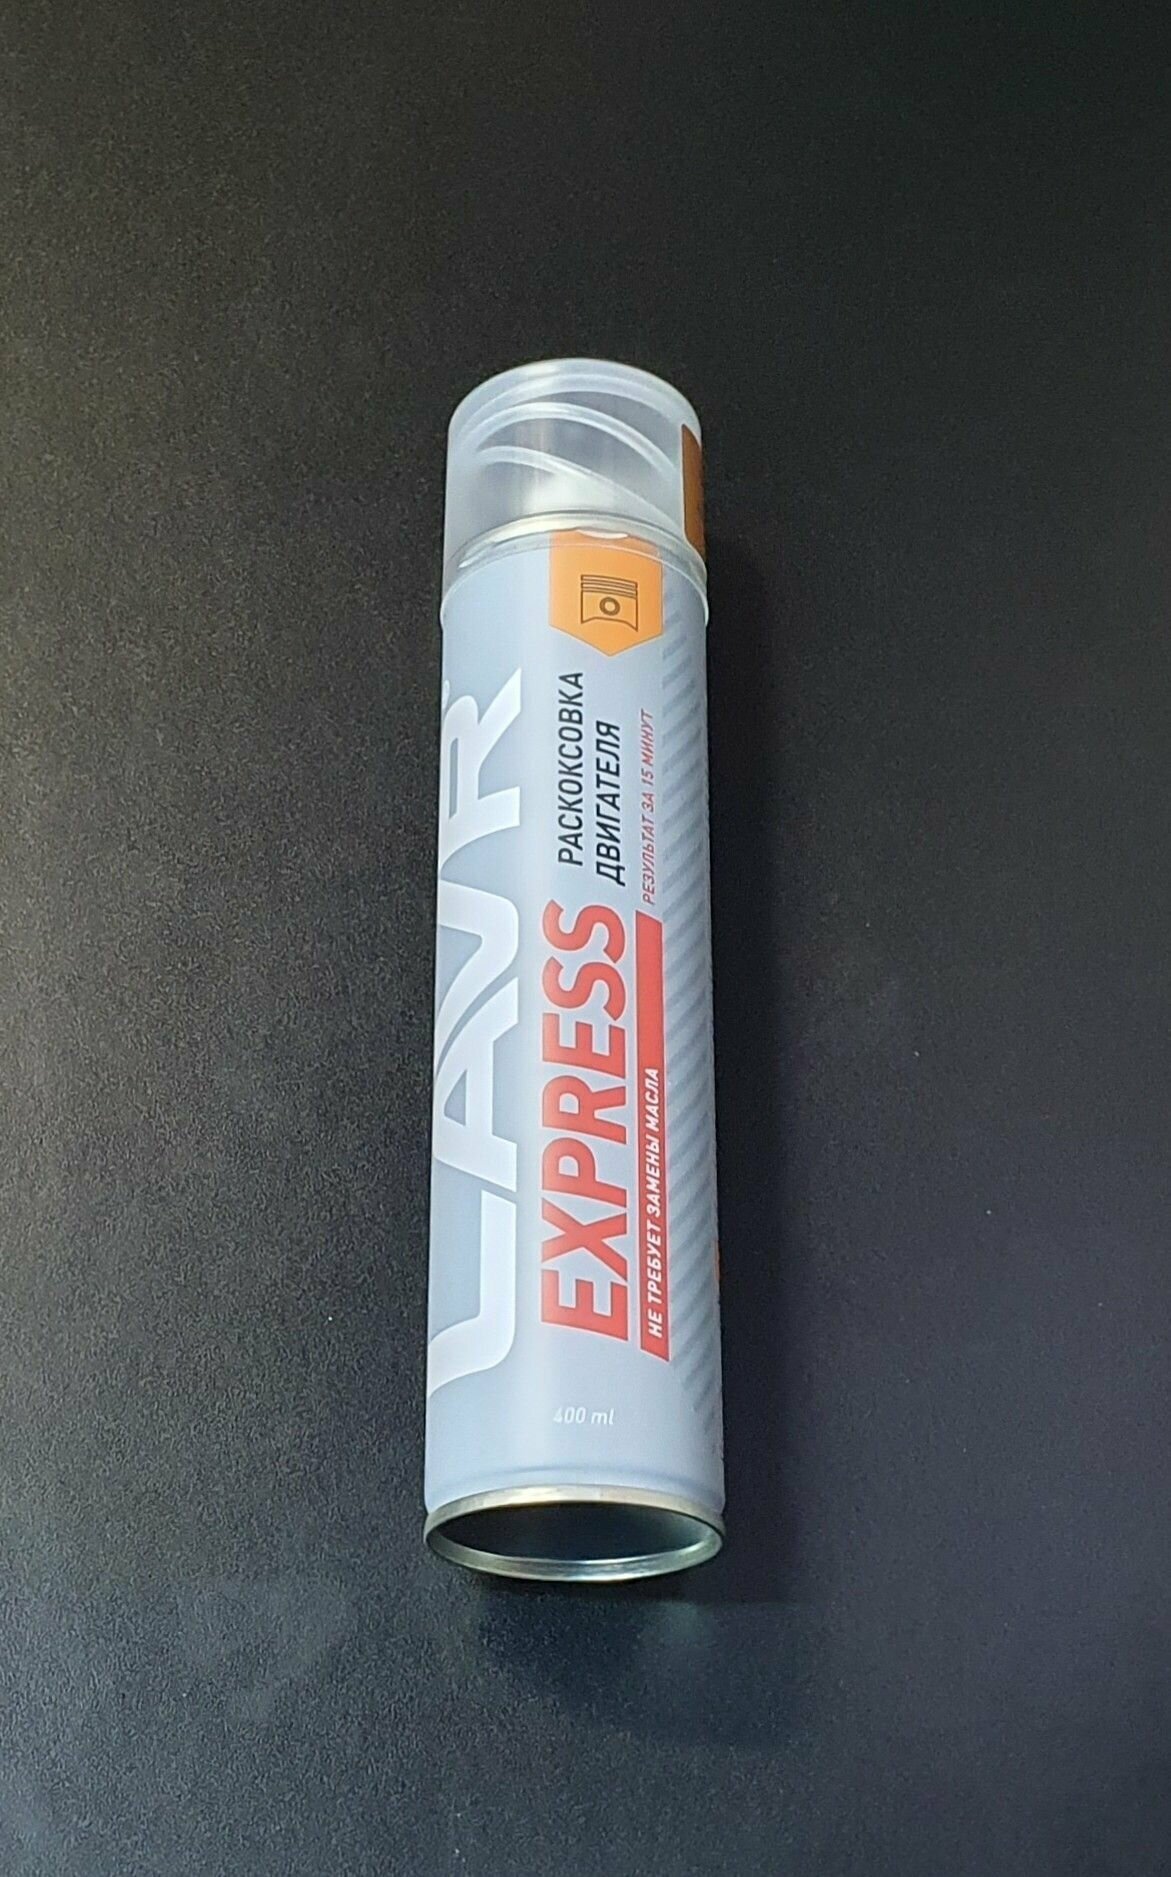 LAVR
EXPRESS
РАСКОКСОВКА
ДВИГАТЕЛЯ
НЕ ТРЕБУЕТ ЗАМЕНЫ МАСЛА
РЕЗУЛЬТАТ ЗА 15 МИНУТ
400 ml